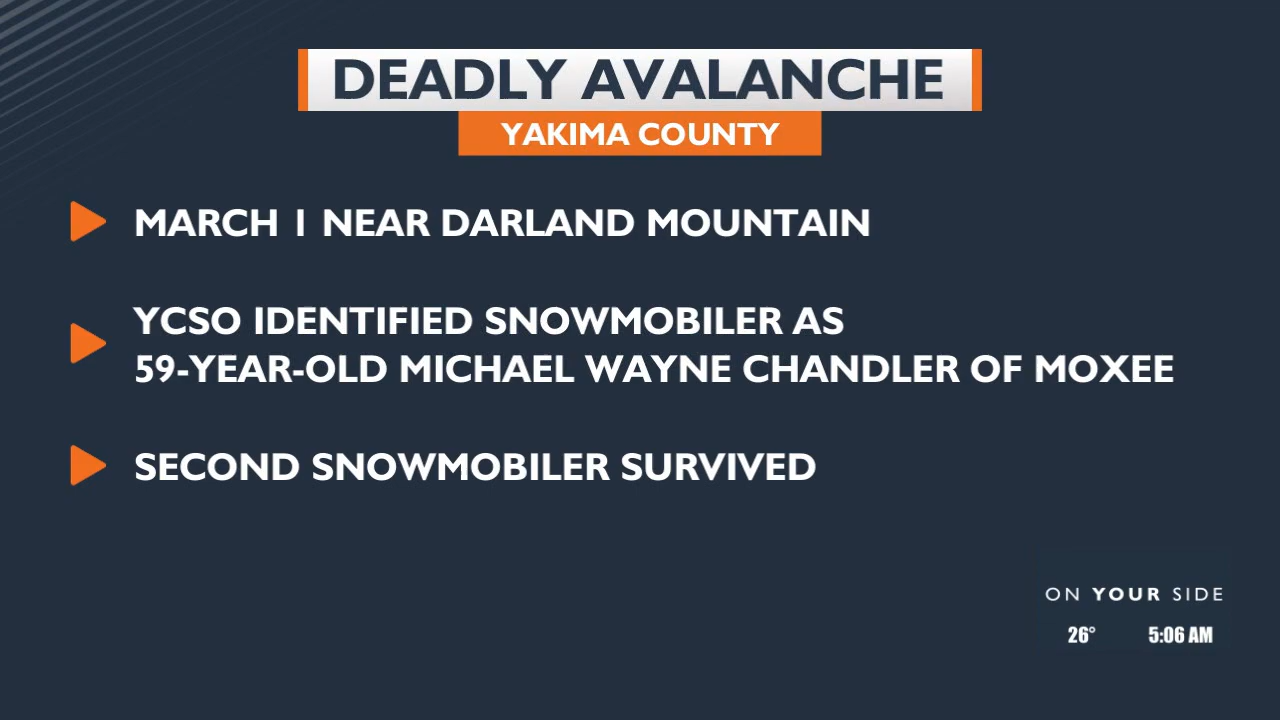 DEADLY AVALANCHE
YAKIMA COUNTY
MARCH 1 NEAR DARLAND MOUNTAIN
YCSO IDENTIFIED SNOWMOBILER AS
59-YEAR-OLD MICHAEL WAYNE CHANDLER OF MOXEE
SECOND SNOWMOBILER SURVIVED
ON YOUR SIDE
26° 5:06 AM